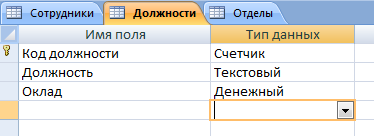 Сотрудники Должности Отделы
Имя поля Тип данных
Код должности Счетчик
Должность Текстовый
Оклад Денежный